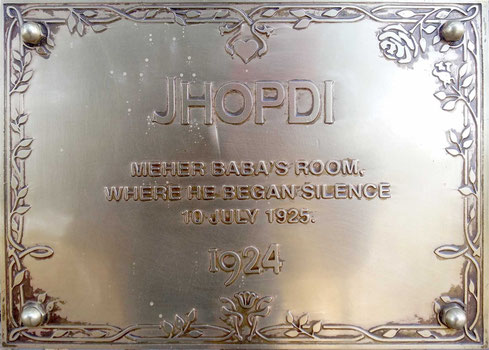 JHOPDI
MEHER BABA'S ROOM,
WHERE HE BEGAN SILENCE
10 JULY 1925.
1924